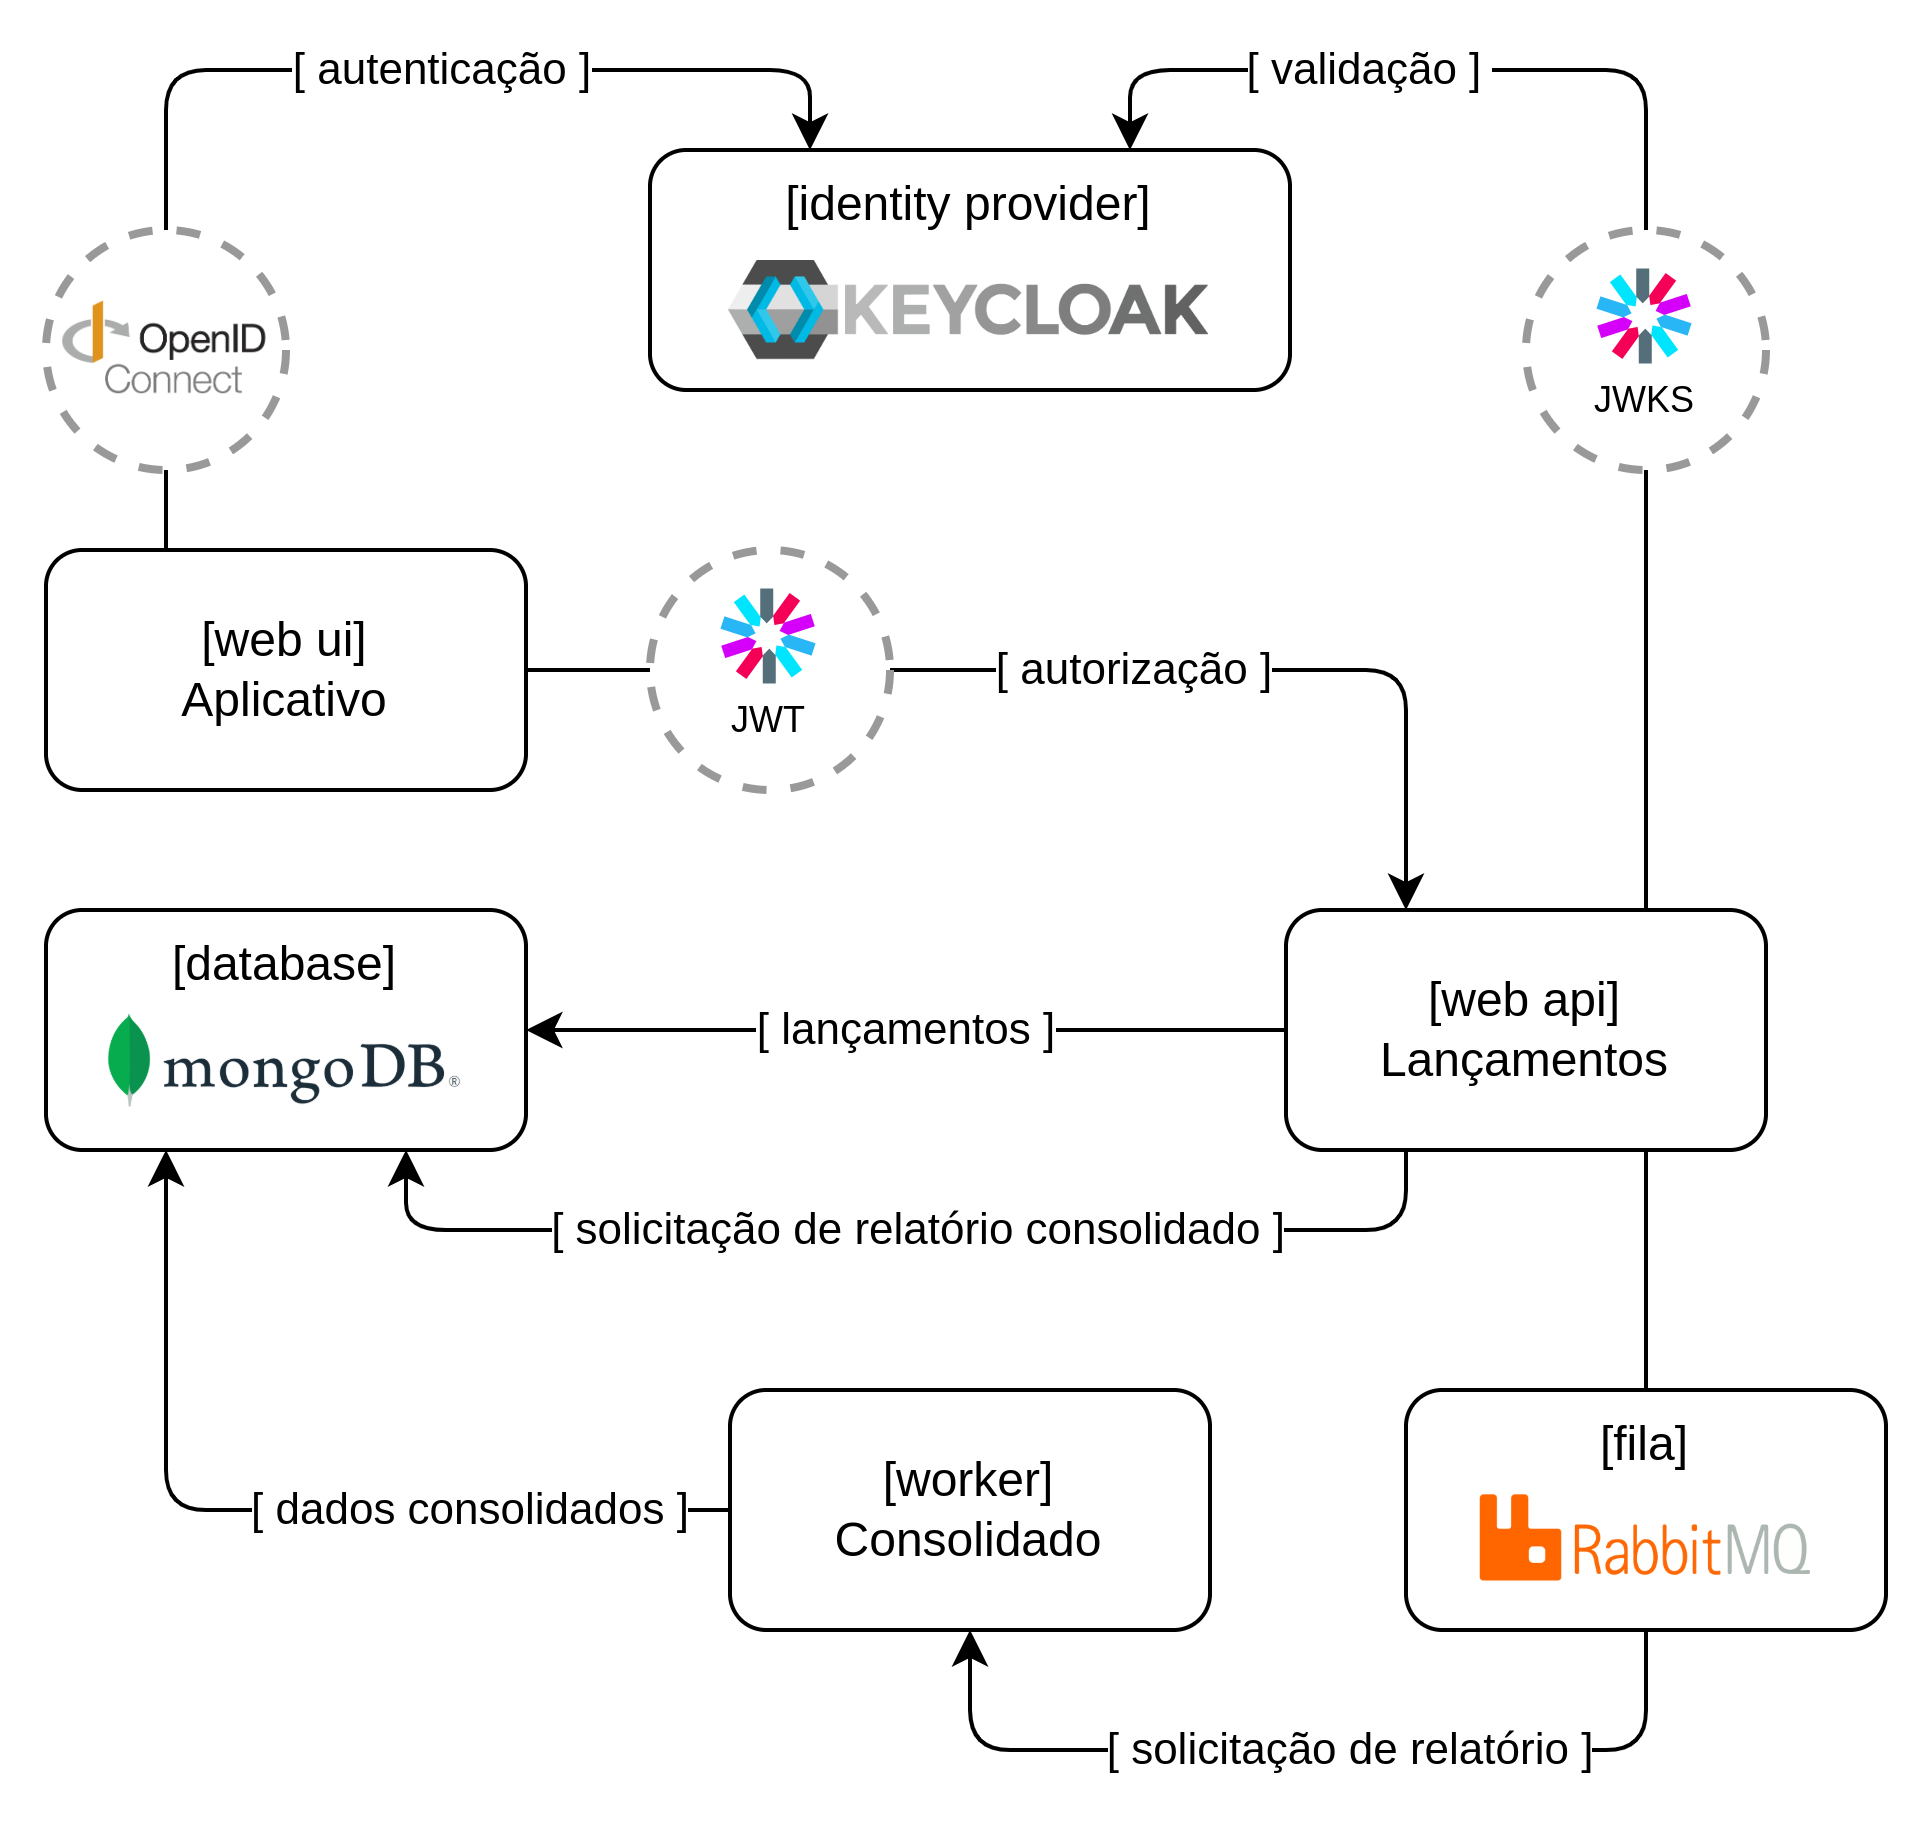 [ autenticação ]
[ validação ]
[identity provider]
KEYCLOAK
OpenID
Connect
JWKS
[web ui]
Aplicativo
JWT
[ autorização ]
[database]
mongoDB®
[ lançamentos ]
[web api]
Lançamentos
[ solicitação de relatório consolidado ]
[worker]
Consolidado
[fila]
RabbitMQ
[ dados consolidados ]
[ solicitação de relatório ]